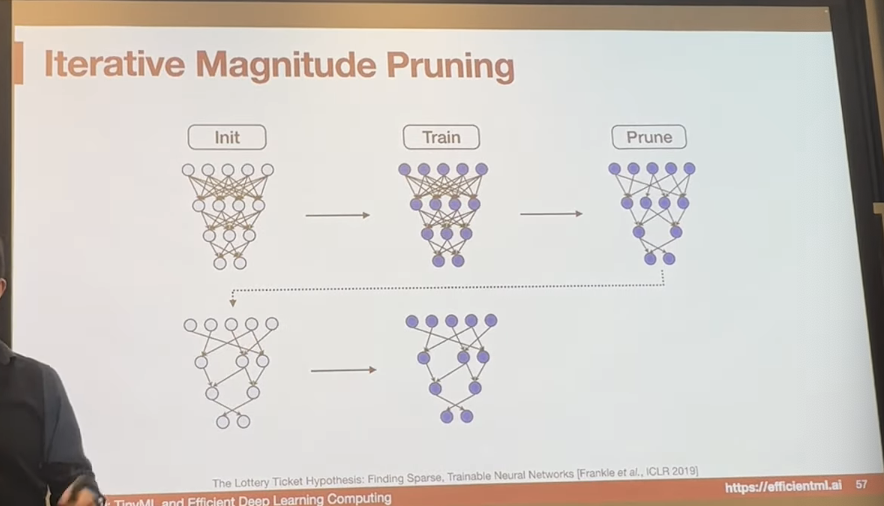 Iterative Magnitude Pruning
Init
Train
Prune
The Lottery Ticket Hypothesis: Finding Sparse, Trainable Neural Networks [Frankle et al., ICLR 2019]
: TinyML and Efficient Deep Learning Computing
https://efficientml.ai
57